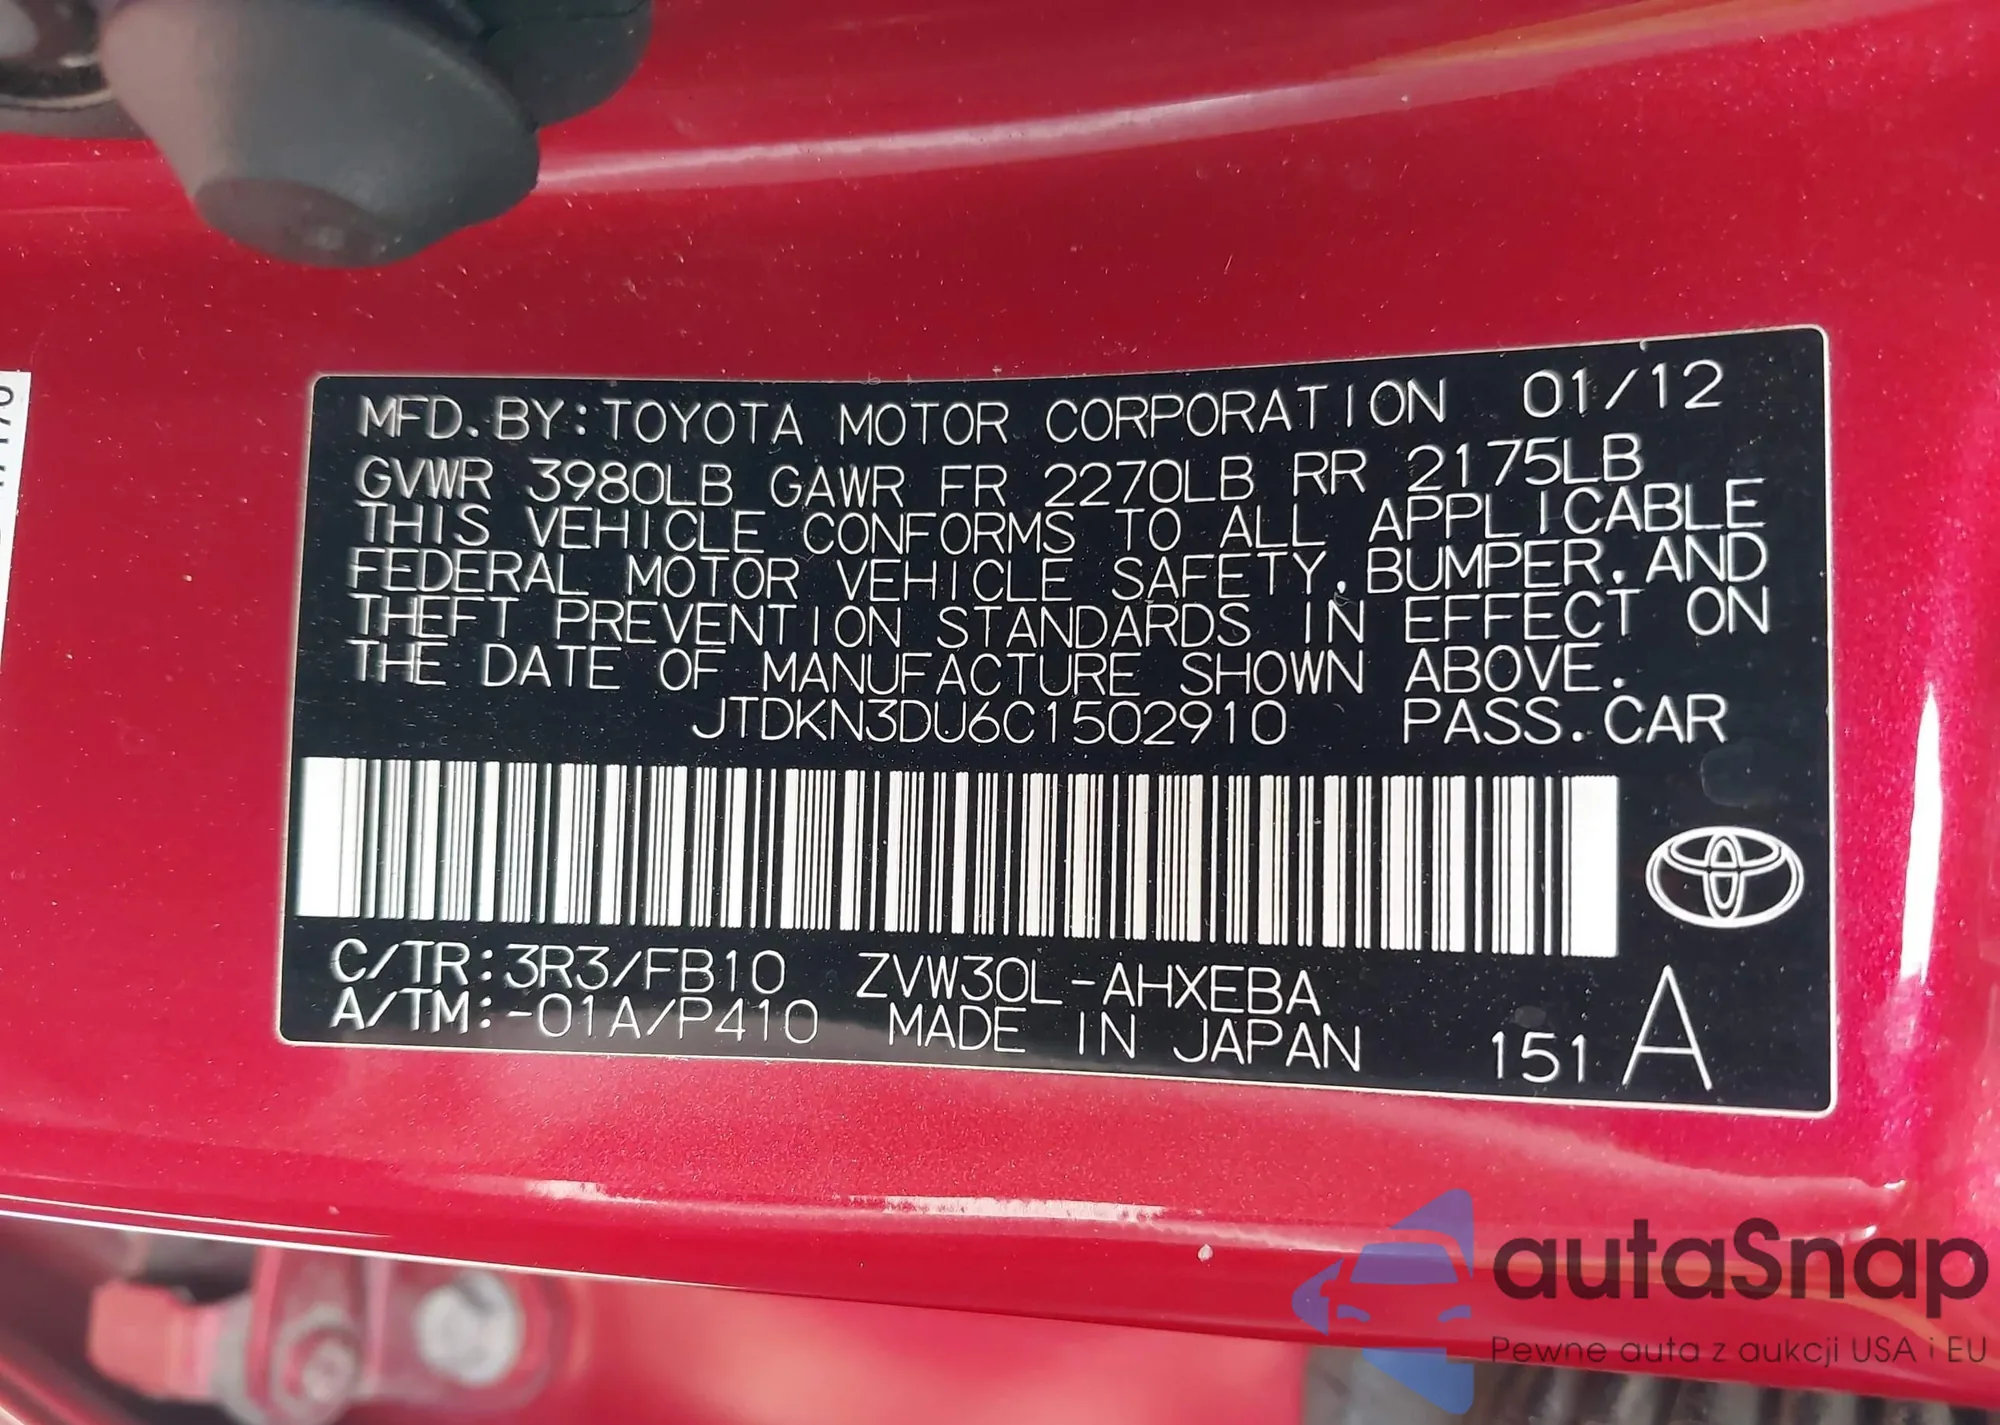 MFD. BY: TOYOTA MOTOR CORPORATION 01/12
GVWR 3980LB GAWR FR 2270LB RR 2175LB
THIS VEHICLE CONFORMS TO ALL APPLICABLE
FEDERAL MOTOR VEHICLE SAFETY, BUMPER, AND
THEFT PREVENTION STANDARDS IN EFFECT ON
THE DATE OF MANUFACTURE SHOWN ABOVE.
JTDKN3DU6C1502910 PASS. CAR
C/TR: 3R3/FB10 ZVW30L-AHXEBA
A/TM: -01A/P410 MADE IN JAPAN 151 A
autaSnap
Pewne auta z aukcji USA i EU